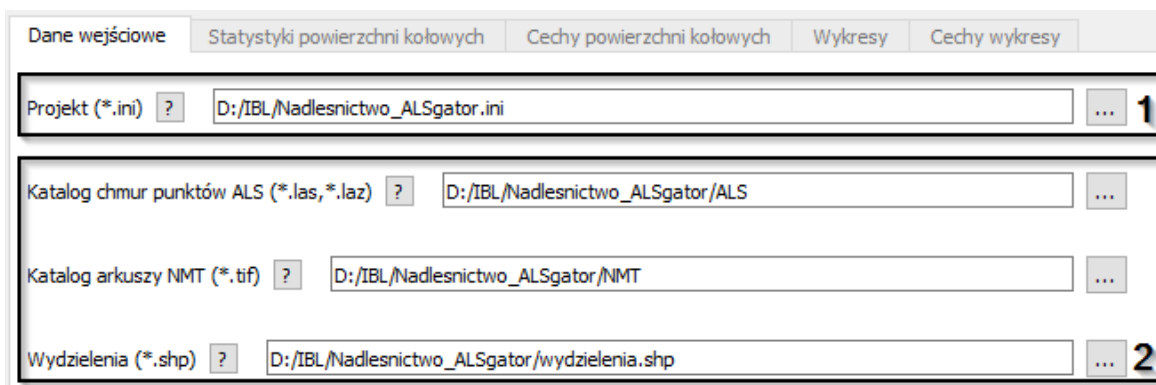 Dane wejściowe Statystyki powierzchni kołowych Cechy powierzchni kołowych Wykresy Cechy wykresy
Projekt (*.ini) ? D:/IBL/Nadlesnictwo_ALSgator.ini ... 1
Katalog chmur punktów ALS (*.las,*.laz) ? D:/IBL/Nadlesnictwo_ALSgator/ALS ...
Katalog arkuszy NMT (*.tif) ? D:/IBL/Nadlesnictwo_ALSgator/NMT ...
Wydzielenia (*.shp) ? D:/IBL/Nadlesnictwo_ALSgator/wydzielenia.shp ... 2